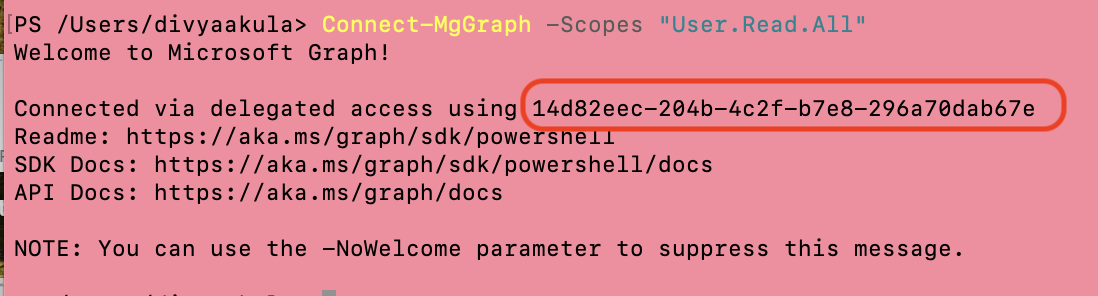 [PS /Users/divyaakula> Connect-MgGraph -Scopes "User.Read.All"
Welcome to Microsoft Graph!
Connected via delegated access using 14d82eec-204b-4c2f-b7e8-296a70dab67e
Readme: https://aka.ms/graph/sdk/powershell
SDK Docs: https://aka.ms/graph/sdk/powershell/docs
API Docs: https://aka.ms/graph/docs
NOTE: You can use the -NoWelcome parameter to suppress this message.